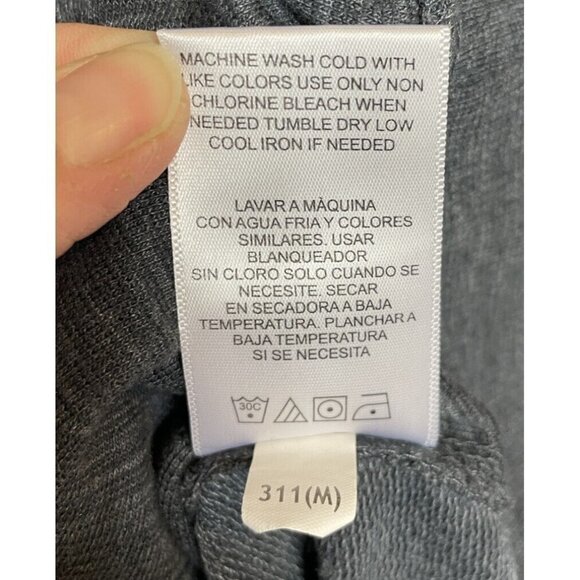 MACHINE WASH COLD WITH
LIKE COLORS USE ONLY NON
CHLORINE BLEACH WHEN
NEEDED TUMBLE DRY LOW
COOL IRON IF NEEDED
LAVAR A MÀQUINA
CON AGUA FRIA Y COLORES
SIMILARES. USAR
BLANQUEADOR
SIN CLORO SOLO CUANDO SE
NECESITE. SECAR
EN SECADORA A BAJA
TEMPERATURA. PLANCHAR A
BAJA TEMPERATURA
SI SE NECESITA
30C
311(M)